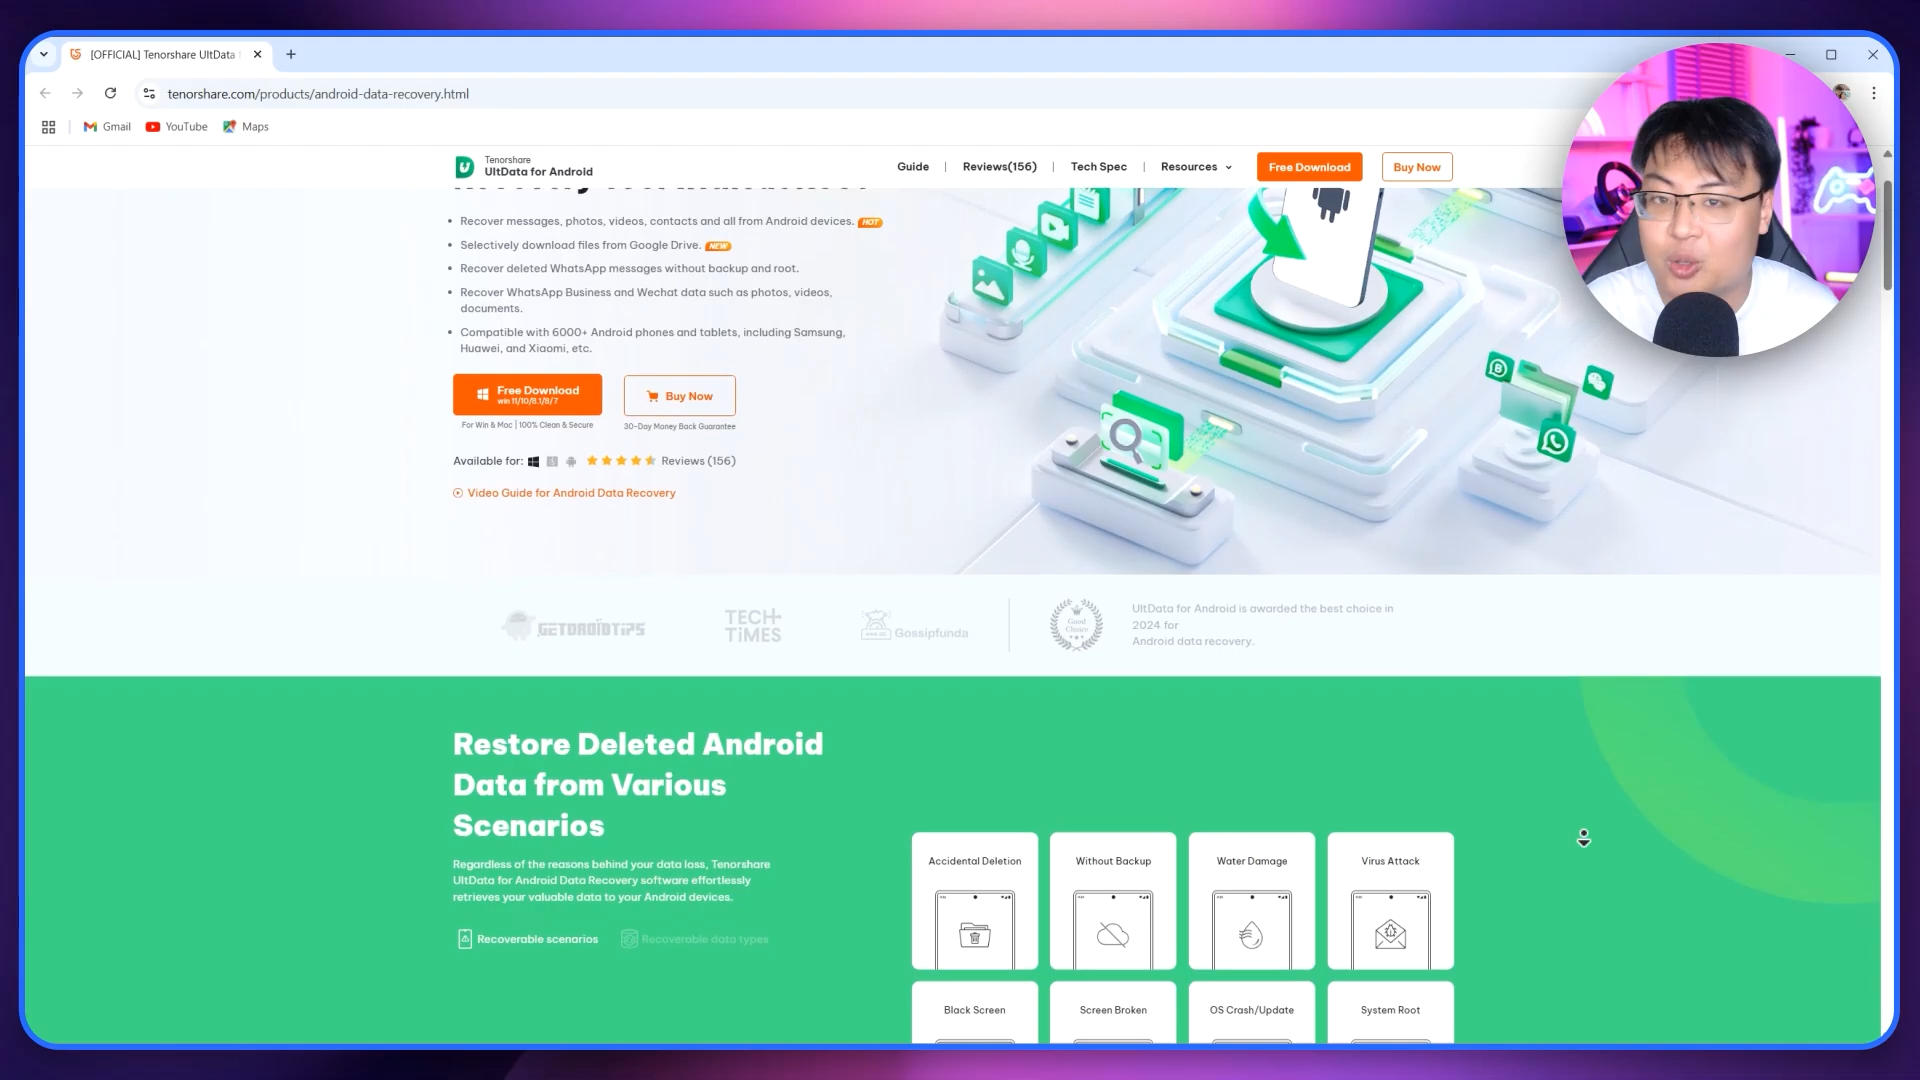 [OFFICIAL] Tenorshare UltData
tenorshare.com/products/android-data-recovery.html
Gmail
YouTube
Maps
Tenorshare
UltData for Android
Guide
Reviews(156)
Tech Spec
Resources
Free Download
Buy Now
Recover messages, photos, videos, contacts and all from Android devices. HOT
Selectively download files from Google Drive. NEW
Recover deleted WhatsApp messages without backup and root.
Recover WhatsApp Business and Wechat data such as photos, videos,
documents.
Compatible with 6000+ Android phones and tablets, including Samsung,
Huawei, and Xiaomi, etc.
Free Download
win 11/10/8.1/8/7
Buy Now
For Win & Mac | 100% Clean & Secure
30-Day Money Back Guarantee
Available for:
Reviews (156)
Video Guide for Android Data Recovery
GETDROIDTIPS
TECH
TIMES
Gossipfunda
Good
Choice
UltData for Android is awarded the best choice in
2024 for
Android data recovery.
Restore Deleted Android
Data from Various
Scenarios
Regardless of the reasons behind your data loss, Tenorshare
UltData for Android Data Recovery software effortlessly
retrieves your valuable data to your Android devices.
Recoverable scenarios
Recoverable data types
Accidental Deletion
Without Backup
Water Damage
Virus Attack
Black Screen
Screen Broken
OS Crash/Update
System Root